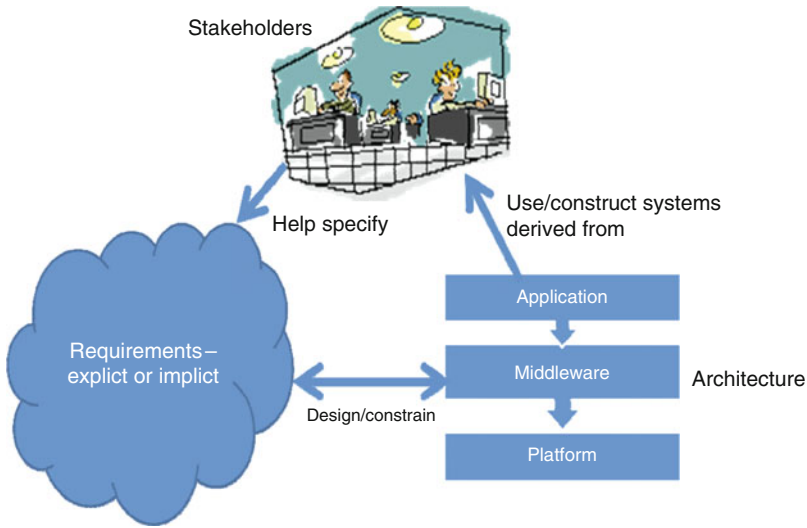 Stakeholders
Help specify
Use/construct systems
derived from
Requirements–
explict or implict
Design/constrain
Application
Middleware
Platform
Architecture